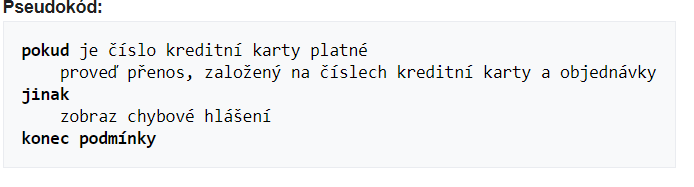 Pseudokód:
pokud je číslo kreditní karty platné
proveď přenos, založený na číslech kreditní karty a objednávky
jinak
zobraz chybové hlášení
konec podmínky